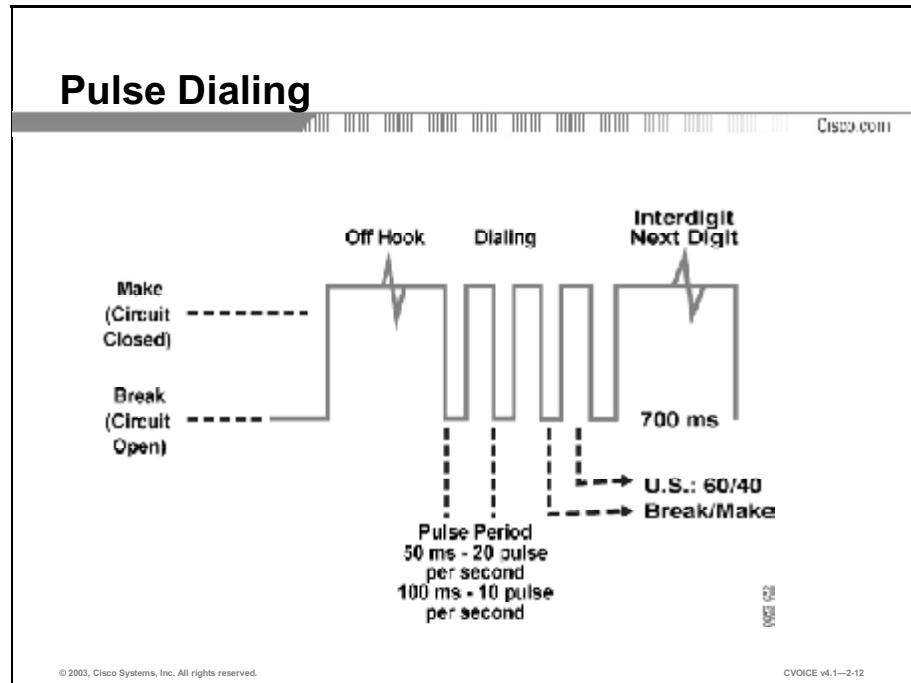 Pulse Dialing
Cisco.com
Off Hook
Dialing
Interdigit
Next Digit
Make
(Circuit
Closed)
Break
(Circuit
Open)
700 ms
U.S.: 60/40
Break/Make
Pulse Period
50 ms - 20 pulse
per second
100 ms - 10 pulse
per second
© 2003, Cisco Systems, Inc. All rights reserved.
CVOICE v4.1—2-12